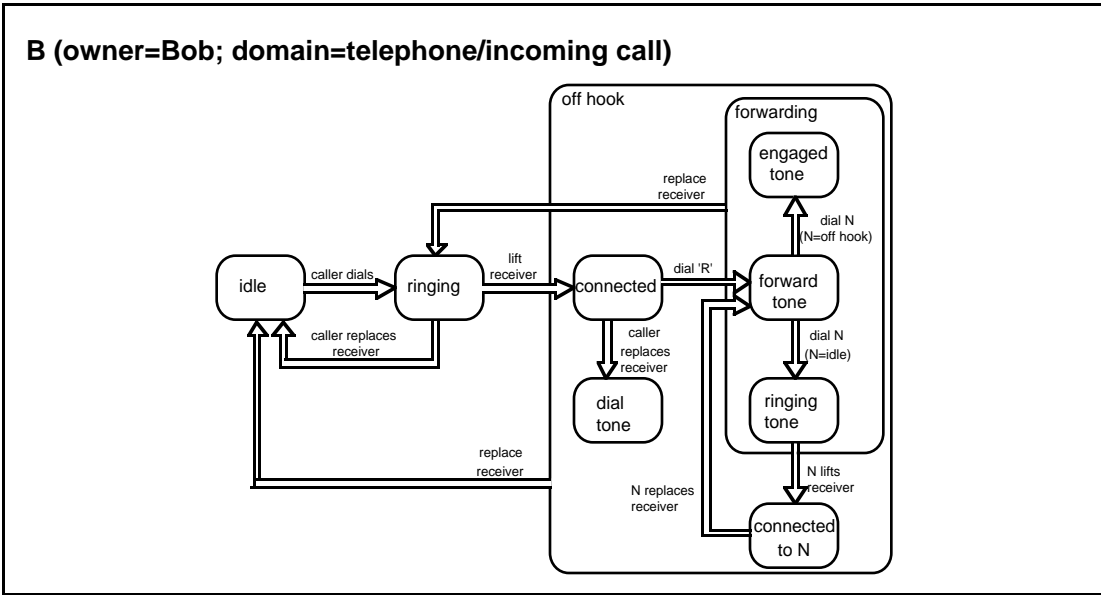 B (owner=Bob; domain=telephone/incoming call)
off hook
forwarding
engaged
tone
replace
receiver
dial N
(N=off hook)
idle
caller dials
ringing
lift
receiver
connected
dial 'R'
forward
tone
caller replaces
receiver
caller
replaces
receiver
dial N
(N=idle)
dial
tone
ringing
tone
replace
receiver
N replaces
receiver
N lifts
receiver
connected
to N